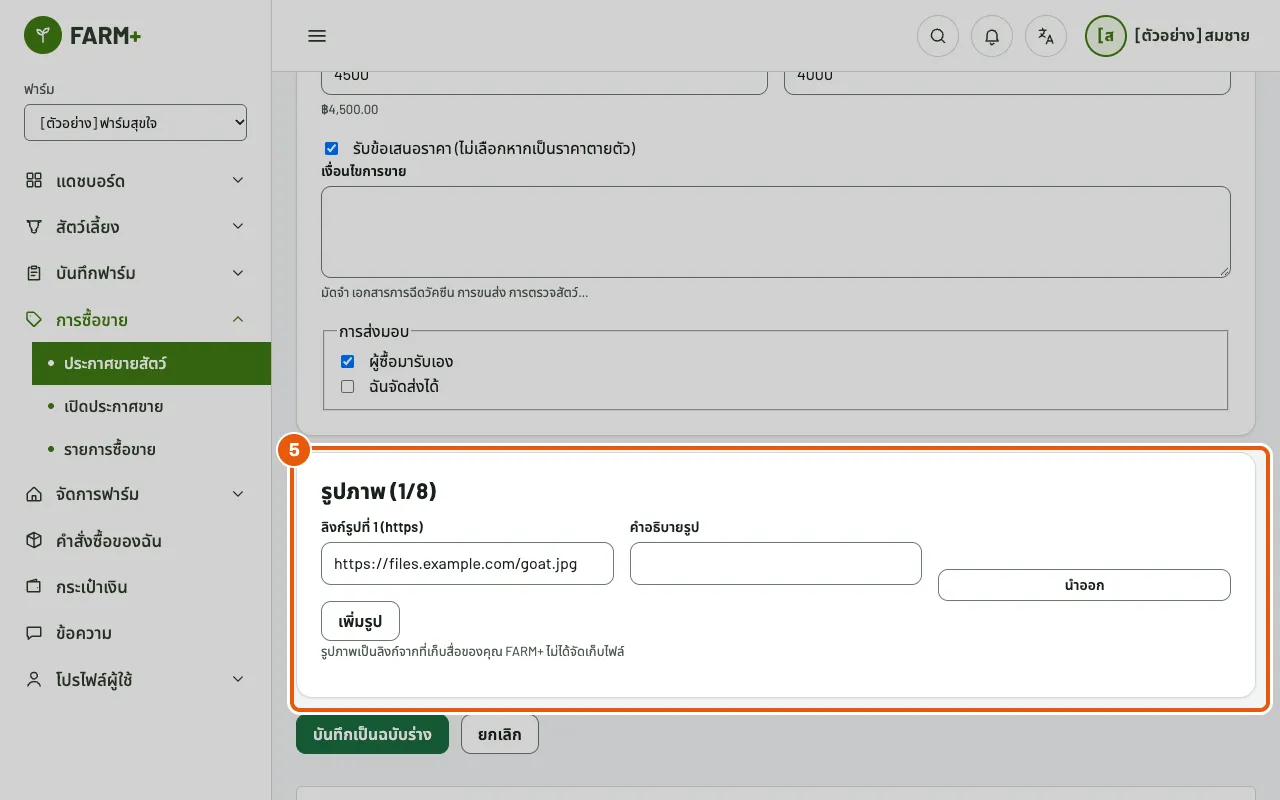 FARM+
[ส
[ตัวอย่าง] สมชาย
ฟาร์ม
[ตัวอย่าง] ฟาร์มสุขใจ
แดชบอร์ด
สัตว์เลี้ยง
บันทึกฟาร์ม
การซื้อขาย
ประกาศขายสัตว์
เปิดประกาศขาย
รายการซื้อขาย
จัดการฟาร์ม
คำสั่งซื้อของฉัน
กระเป๋าเงิน
ข้อความ
โปรไฟล์ผู้ใช้
4500
4000
฿4,500.00
รับข้อเสนอราคา (ไม่เลือกหากเป็นราคาตายตัว)
เงื่อนไขการขาย
มัดจำ เอกสารการฉีดวัคซีน การขนส่ง การตรวจสัตว์…
การส่งมอบ
ผู้ซื้อมารับเอง
ฉันจัดส่งได้
5
รูปภาพ (1/8)
ลิงก์รูปที่ 1 (https)
คำอธิบายรูป
https://files.example.com/goat.jpg
นำออก
เพิ่มรูป
รูปภาพเป็นลิงก์จากที่เก็บสื่อของคุณ FARM+ ไม่ได้จัดเก็บไฟล์
บันทึกเป็นฉบับร่าง
ยกเลิก